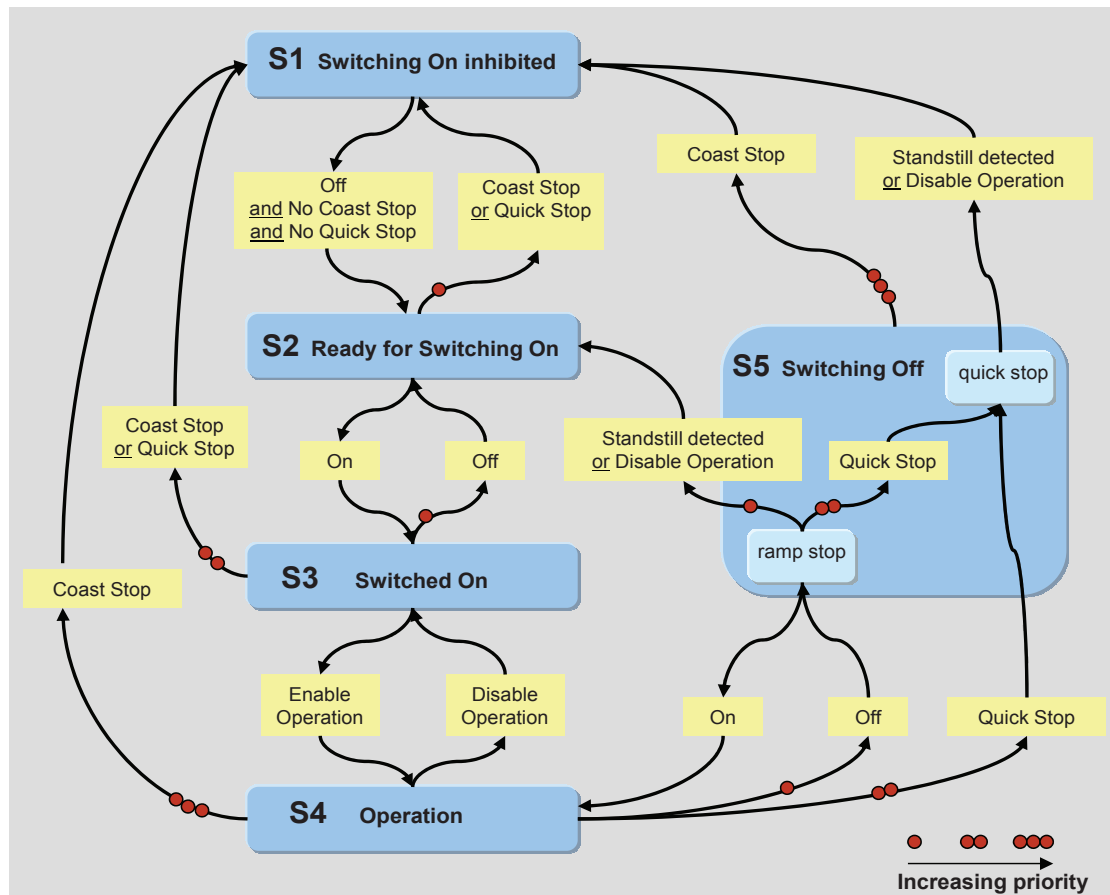 S1 Switching On inhibited
Off
and No Coast Stop
and No Quick Stop
Coast Stop
or Quick Stop
Coast Stop
Standstill detected
or Disable Operation
S2 Ready for Switching On
S5 Switching Off
quick stop
Coast Stop
or Quick Stop
On
Off
Standstill detected
or Disable Operation
Quick Stop
ramp stop
S3 Switched On
Coast Stop
Enable
Operation
Disable
Operation
On
Off
Quick Stop
S4 Operation
Increasing priority